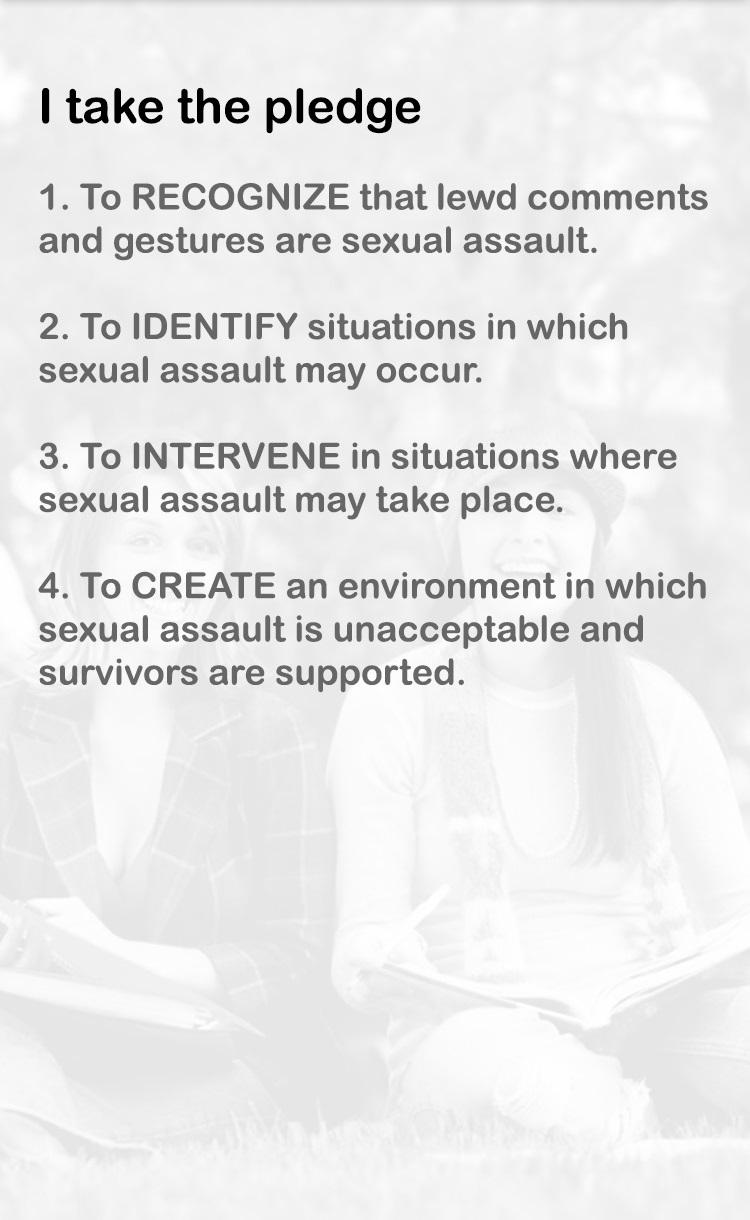 I take the pledge
1. To RECOGNIZE that lewd comments
and gestures are sexual assault.
2. To IDENTIFY situations in which
sexual assault may occur.
3. To INTERVENE in situations where
sexual assault may take place.
4. To CREATE an environment in which
sexual assault is unacceptable and
survivors are supported.